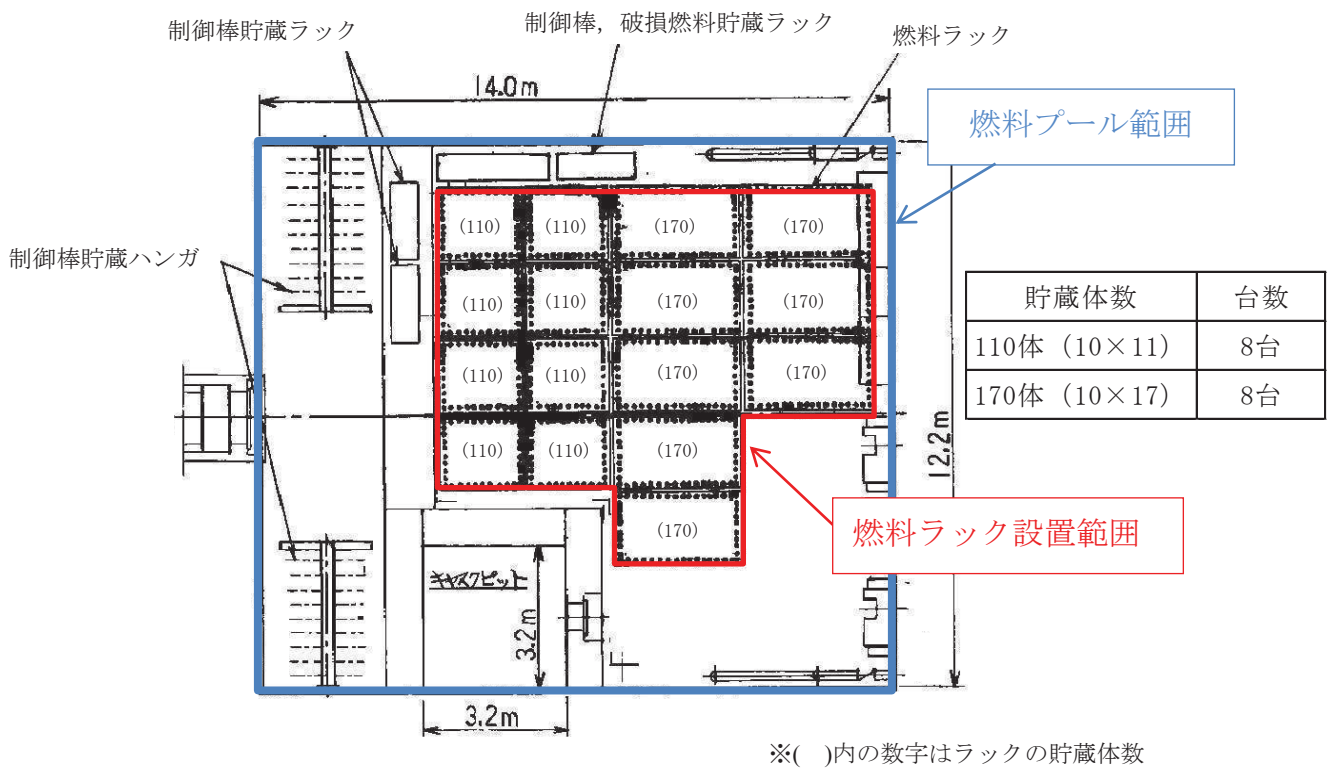 制御棒貯蔵ラック
制御棒，破損燃料貯蔵ラック
燃料ラック
14.0m
燃料プール範囲
(110) (110) (170) (170)
制御棒貯蔵ハンガ
(110) (110) (170) (170)
貯蔵体数 台数
110体（10×11） 8台
170体（10×17） 8台
(110) (110) (170) (170)
(110) (110) (170)
12.2m
(170)
燃料ラック設置範囲
キャスクピット
3.2m
3.2m
※( )内の数字はラックの貯蔵体数